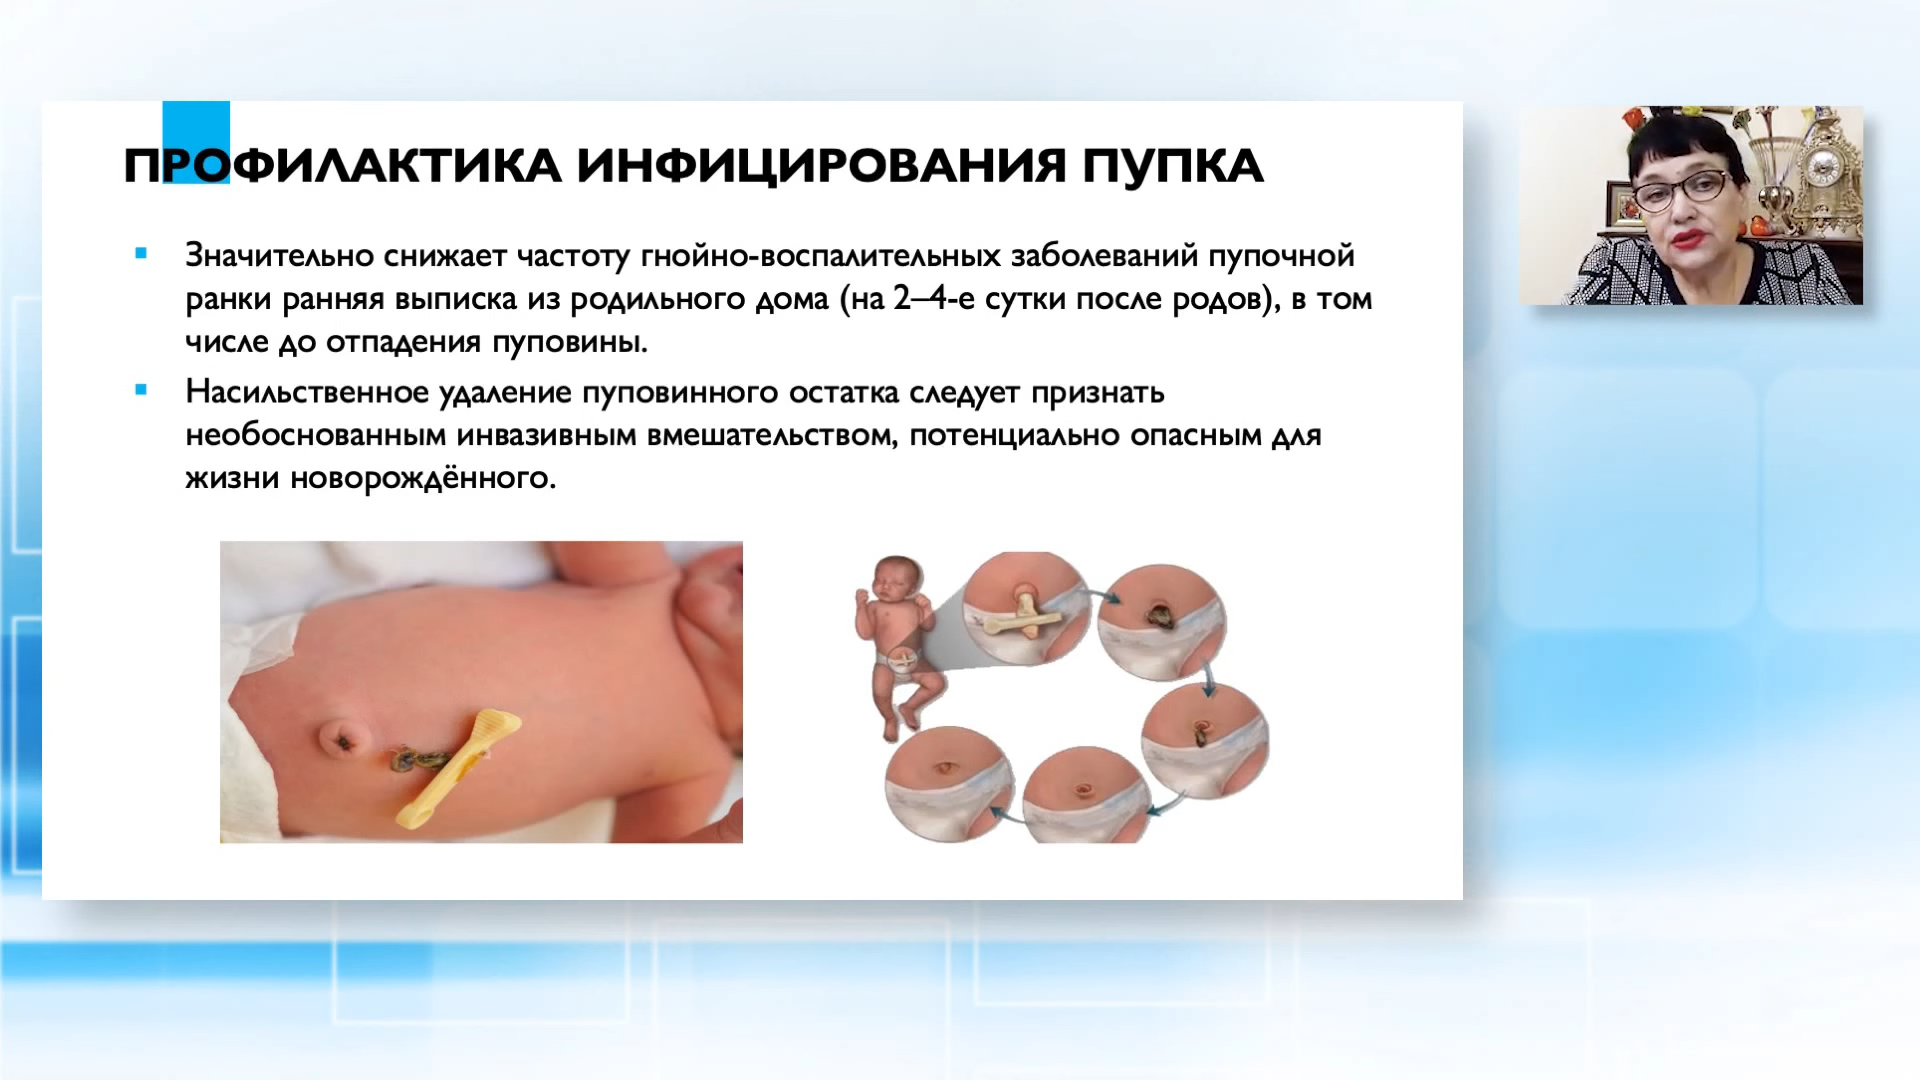 ПРОФИЛАКТИКА ИНФИЦИРОВАНИЯ ПУПКА
Значительно снижает частоту гнойно-воспалительных заболеваний пупочной
ранки ранняя выписка из родильного дома (на 2–4-е сутки после родов), в том
числе до отпадения пуповины.
Насильственное удаление пуповинного остатка следует признать
необоснованным инвазивным вмешательством, потенциально опасным для
жизни новорождённого.